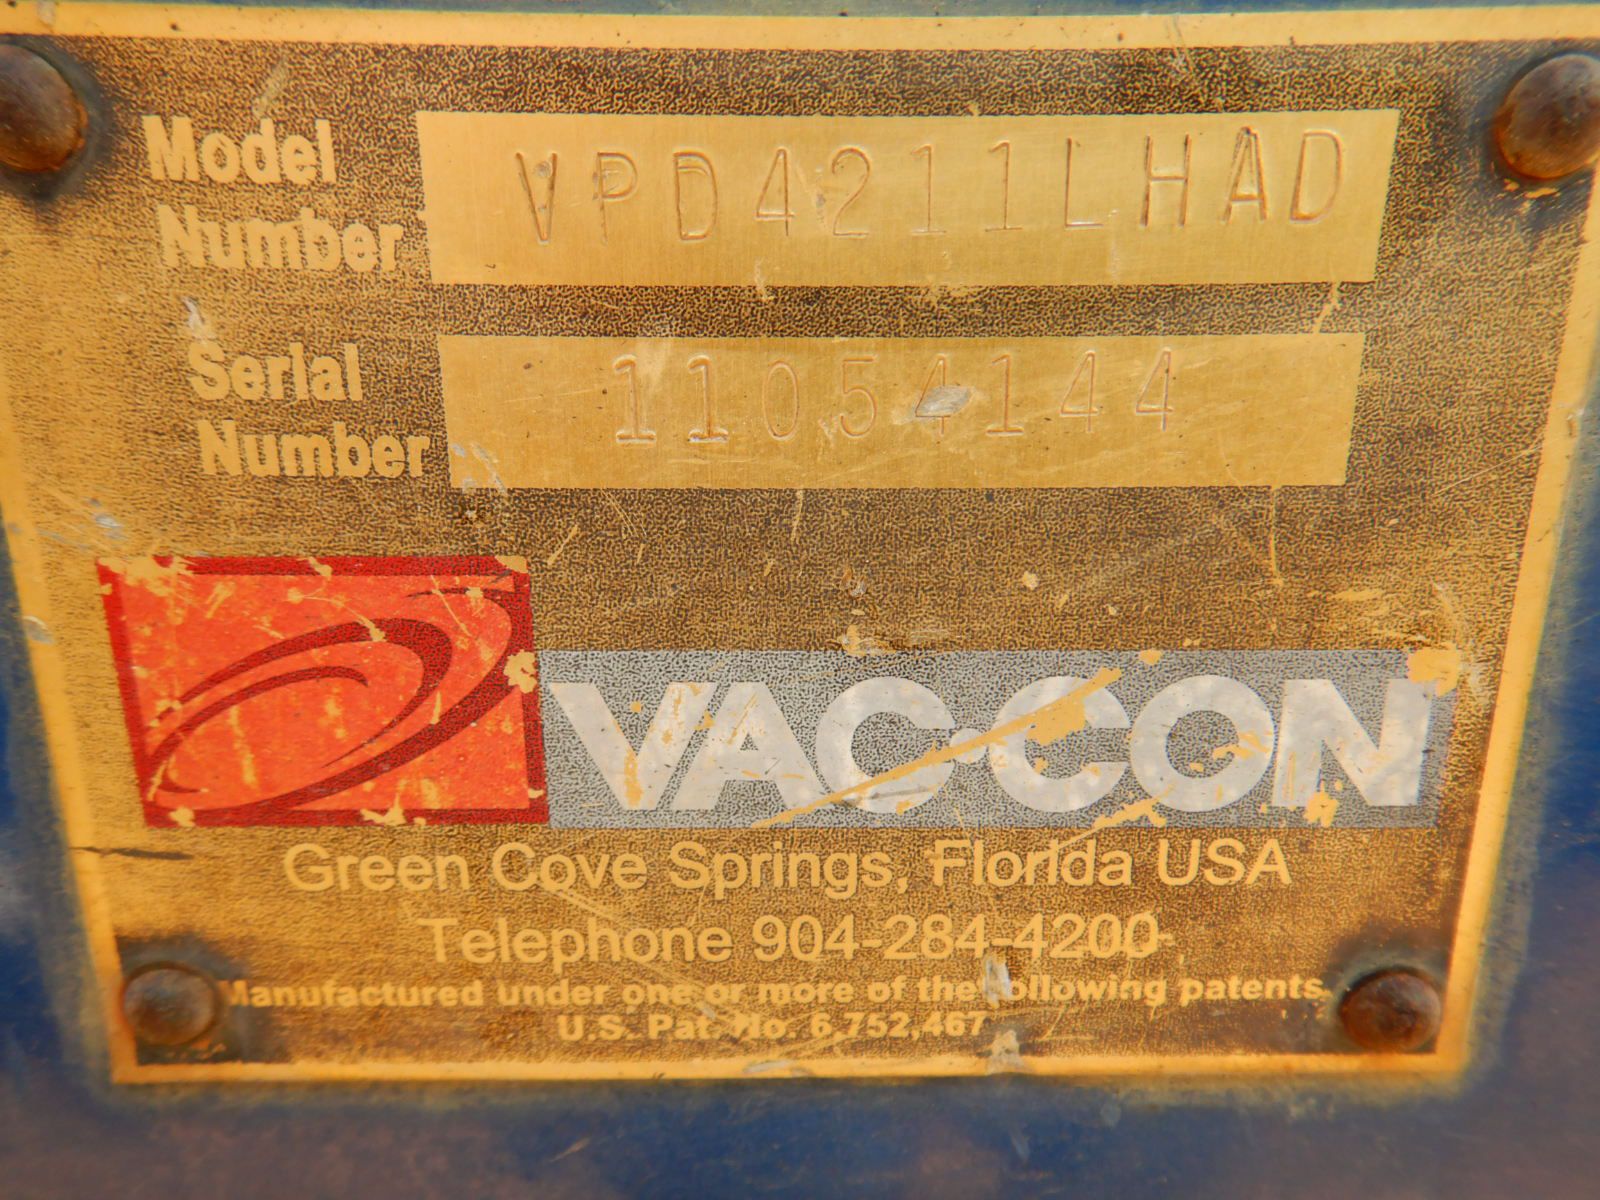 Model
Number
VPD4211LHAD
Serial
Number
11054144
VAC·CON
Green Cove Springs, Florida USA
Telephone 904-284-4200
Manufactured under one or more of the following patents
U.S. Pat. No. 6,752,467